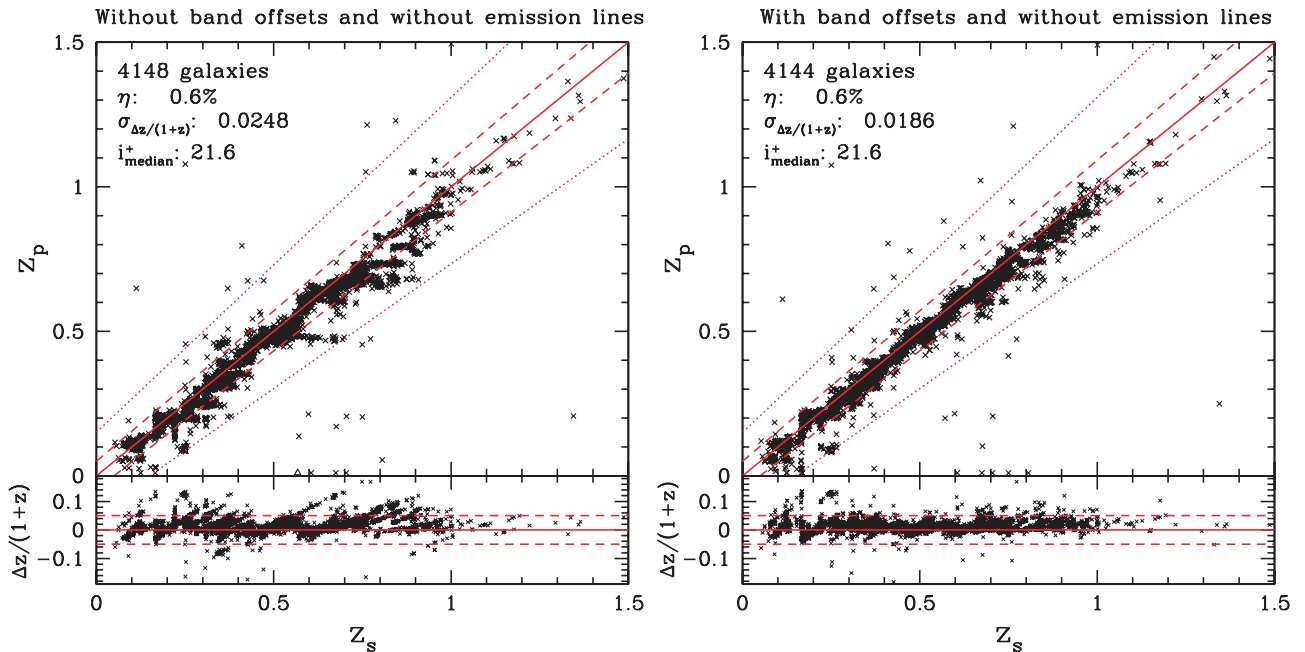 Without band offsets and without emission lines
1.5
4148 galaxies
η: 0.6%
σΔz/(1+z): 0.0248
i⁺median: 21.6
1
Zp
0.5
0
0.1
0
−0.1
Δz/(1+z)
0 0.5 1 1.5
Zs
With band offsets and without emission lines
1.5
4144 galaxies
η: 0.6%
σΔz/(1+z): 0.0186
i⁺median: 21.6
1
Zp
0.5
0
0.1
0
−0.1
Δz/(1+z)
0 0.5 1 1.5
Zs